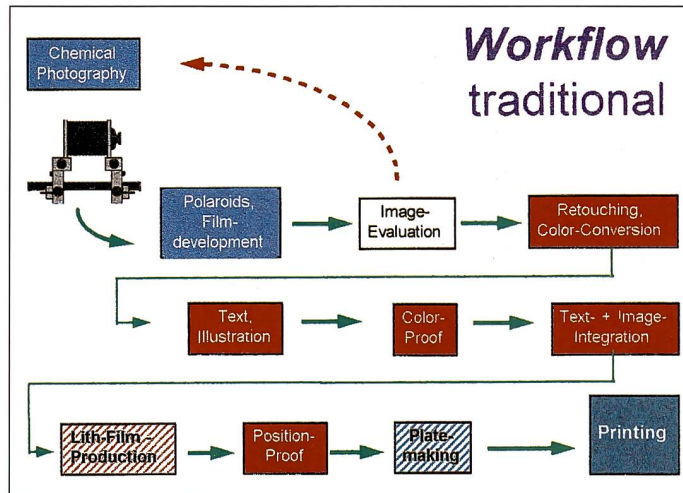 Workflow
traditional
Chemical
Photography
Polaroids,
Film-
development
Image-
Evaluation
Retouching,
Color-Conversion
Text,
Illustration
Color-
Proof
Text- + Image-
Integration
Lith-Film -
Production
Position-
Proof
Plate-
making
Printing